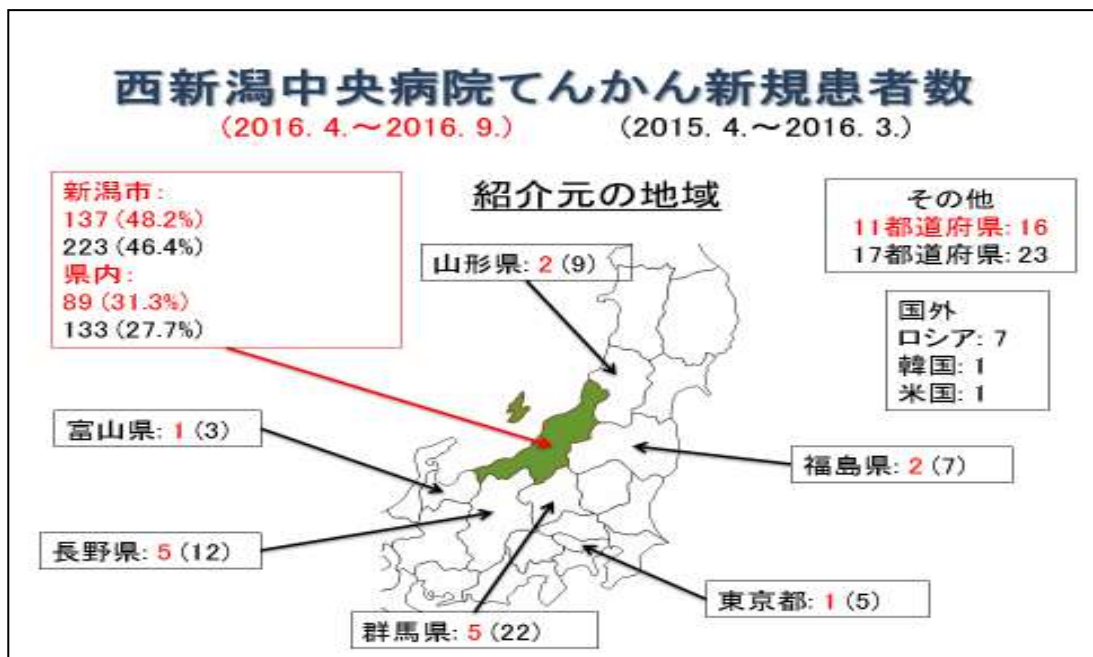 西新潟中央病院てんかん新規患者数
(2016. 4.～2016. 9.) (2015. 4.～2016. 3.)
新潟市:
137 (48.2%)
223 (46.4%)
県内:
89 (31.3%)
133 (27.7%)
紹介元の地域
その他
11都道府県: 16
17都道府県: 23
山形県: 2 (9)
国外
ロシア: 7
韓国: 1
米国: 1
富山県: 1 (3)
福島県: 2 (7)
長野県: 5 (12)
東京都: 1 (5)
群馬県: 5 (22)